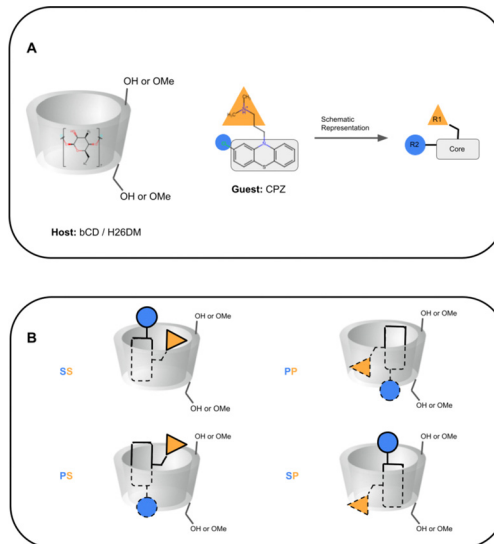 A
OH or OMe
OH or OMe
Host: bCD / H26DM
Guest: CPZ
Schematic
Representation
R1
R2
Core
B
SS
OH or OMe
OH or OMe
PP
OH or OMe
OH or OMe
PS
OH or OMe
OH or OMe
SP
OH or OMe
OH or OMe